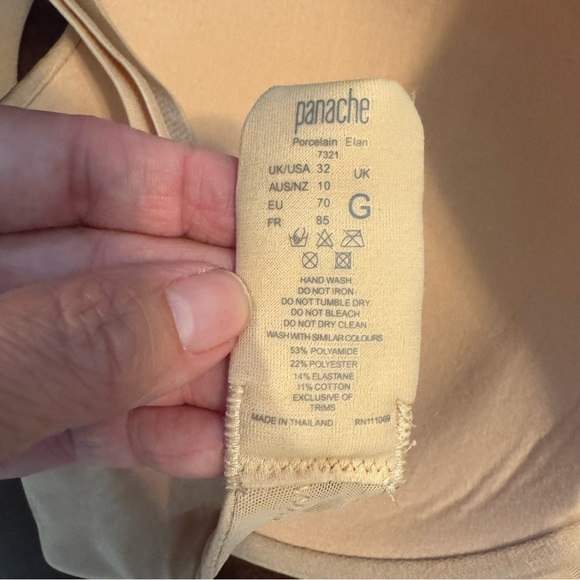 panache
Porcelain Elan
7321
UK/USA 32 UK
AUS/NZ 10
EU 70 G
FR 85
HAND WASH
DO NOT IRON
DO NOT TUMBLE DRY
DO NOT BLEACH
DO NOT DRY CLEAN
WASH WITH SIMILAR COLOURS
53% POLYAMIDE
22% POLYESTER
14% ELASTANE
11% COTTON
EXCLUSIVE OF
TRIMS
MADE IN THAILAND RN111069